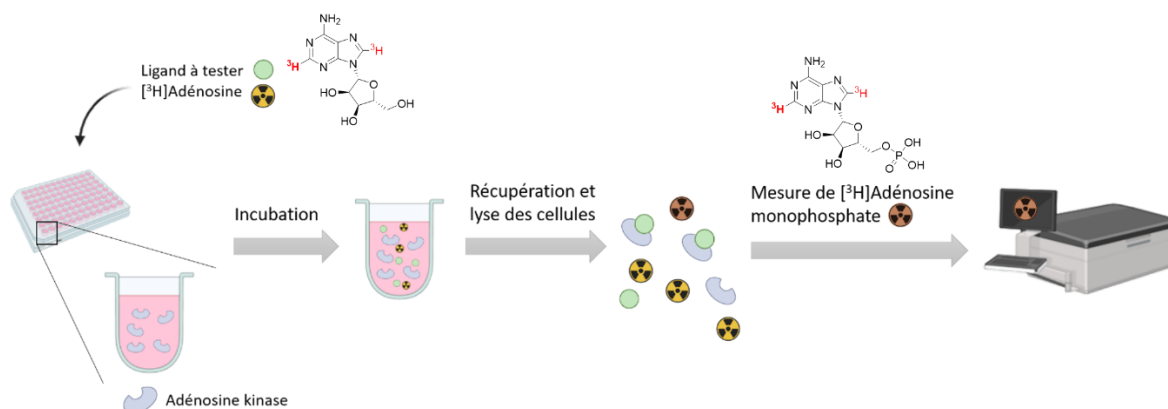 Ligand à tester
[³H]Adénosine
NH₂
N
N
N
N
³H
³H
O
HO
HO
OH
Incubation
Récupération et
lyse des cellules
Mesure de [³H]Adénosine
monophosphate
NH₂
N
N
N
N
³H
³H
O
HO
HO
O
P
OH
OH
O
Adénosine kinase